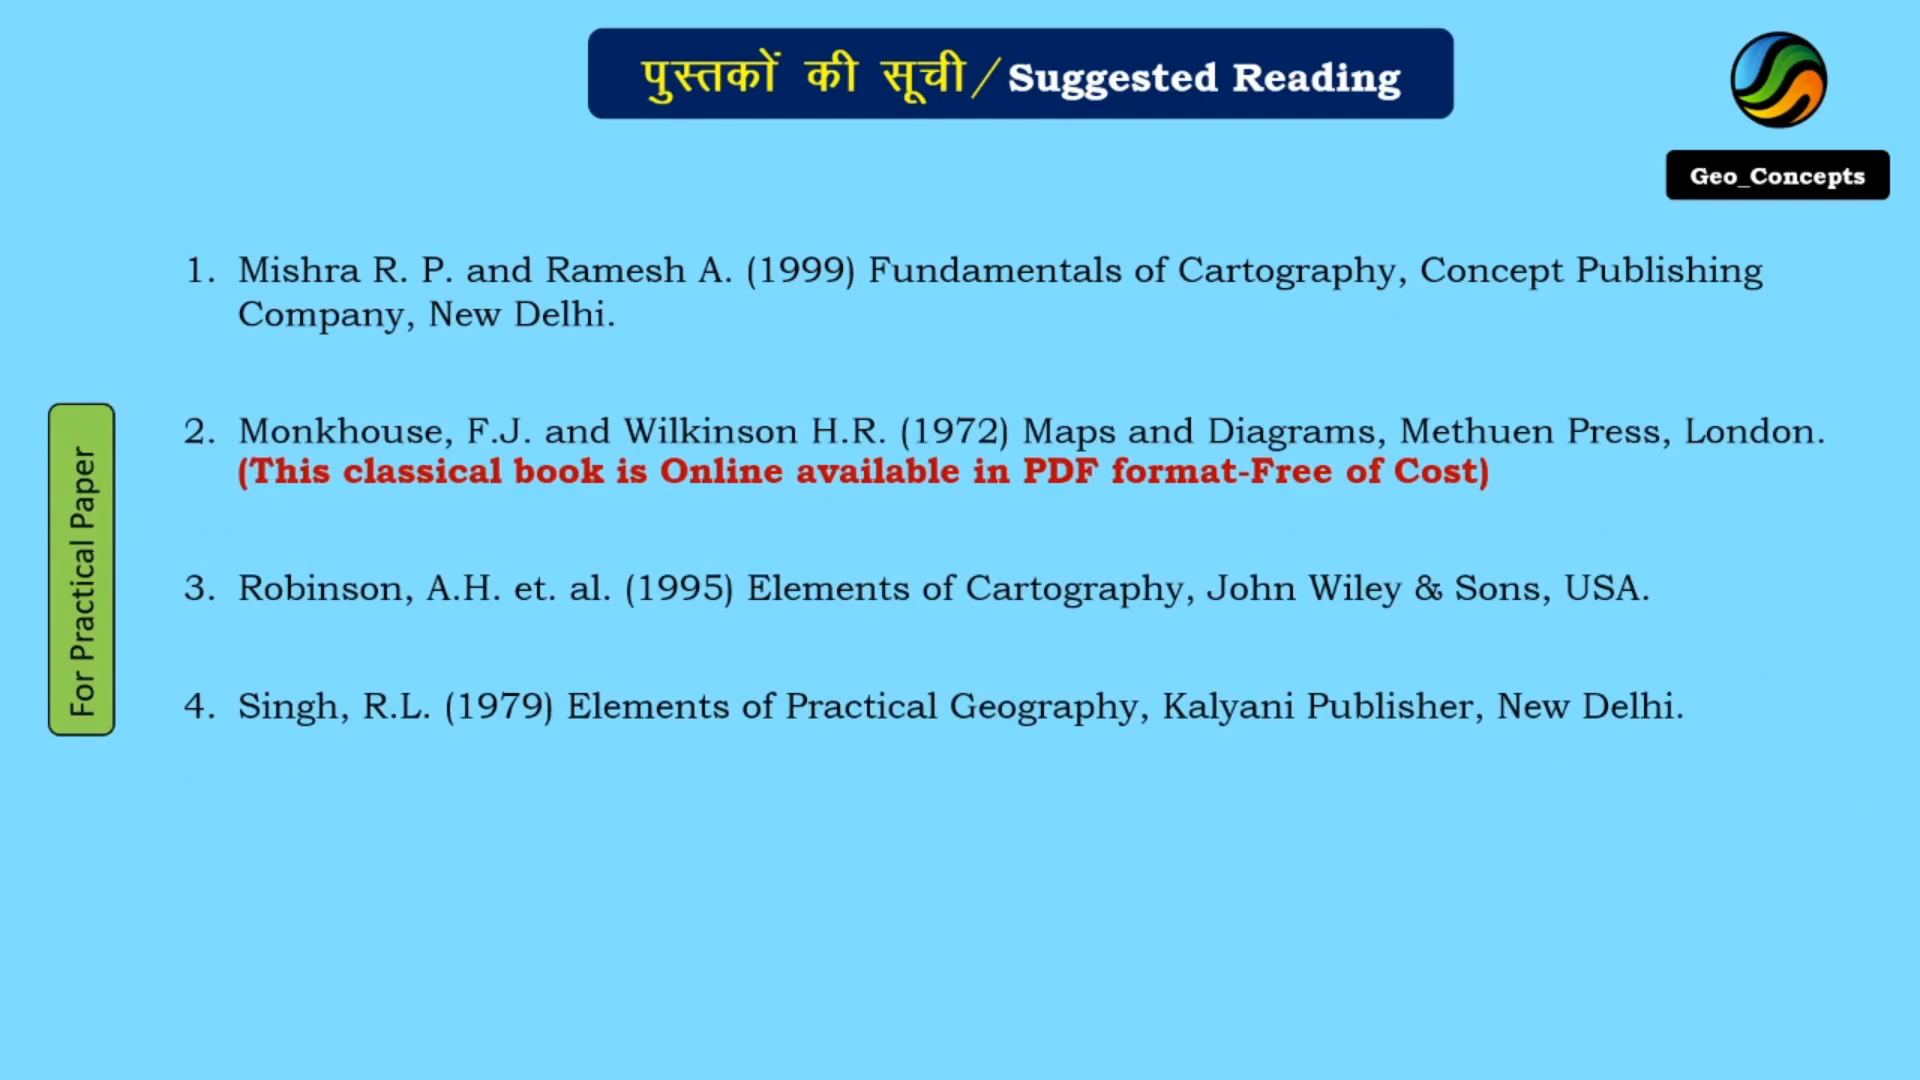 पुस्तकों की सूची/Suggested Reading
Geo_Concepts
1. Mishra R. P. and Ramesh A. (1999) Fundamentals of Cartography, Concept Publishing
Company, New Delhi.
2. Monkhouse, F.J. and Wilkinson H.R. (1972) Maps and Diagrams, Methuen Press, London.
(This classical book is Online available in PDF format-Free of Cost)
For Practical Paper
3. Robinson, A.H. et. al. (1995) Elements of Cartography, John Wiley & Sons, USA.
4. Singh, R.L. (1979) Elements of Practical Geography, Kalyani Publisher, New Delhi.